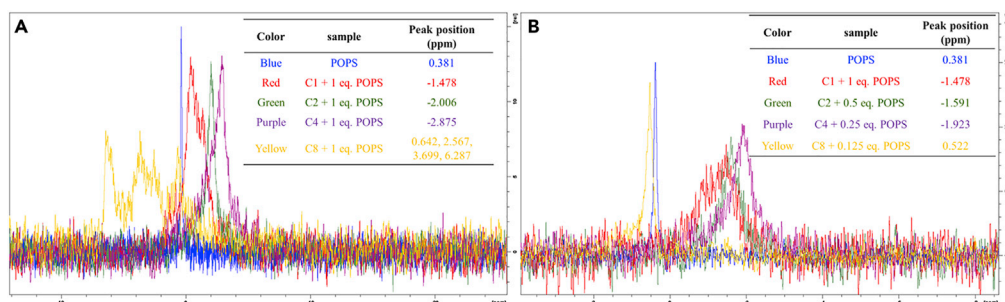 A
Color sample Peak position (ppm)
Blue POPS 0.381
Red C1 + 1 eq. POPS -1.478
Green C2 + 1 eq. POPS -2.006
Purple C4 + 1 eq. POPS -2.875
Yellow C8 + 1 eq. POPS 0.642, 2.567,
3.699, 6.287
B
Color sample Peak position (ppm)
Blue POPS 0.381
Red C1 + 1 eq. POPS -1.478
Green C2 + 0.5 eq. POPS -1.591
Purple C4 + 0.25 eq. POPS -1.923
Yellow C8 + 0.125 eq. POPS 0.522